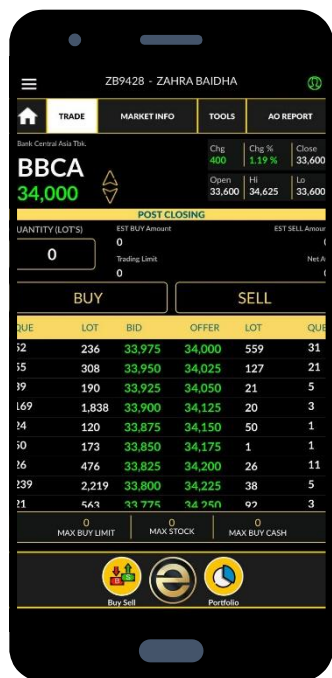 ZB9428 - ZAHRA BAIDHA
TRADE MARKET INFO TOOLS AO REPORT
Bank Central Asia Tbk.
BBCA
34,000
Chg Chg % Close
400 1.19 % 33,600
Open Hi Lo
33,600 34,625 33,600
POST CLOSING
UANTITY (LOT'S) EST BUY Amount EST SELL Amour
0 0
Trading Limit Net A
0
BUY SELL
QUE LOT BID OFFER LOT QUE
52 236 33,975 34,000 559 31
55 308 33,950 34,025 127 21
39 190 33,925 34,050 21 5
169 1,838 33,900 34,125 20 3
24 120 33,875 34,150 50 1
50 173 33,850 34,175 1 1
26 476 33,825 34,200 26 11
239 2,219 33,800 34,225 38 5
21 563 33,775 34,250 92 3
0 0 0
MAX BUY LIMIT MAX STOCK MAX BUY CASH
Buy Sell Portfolio